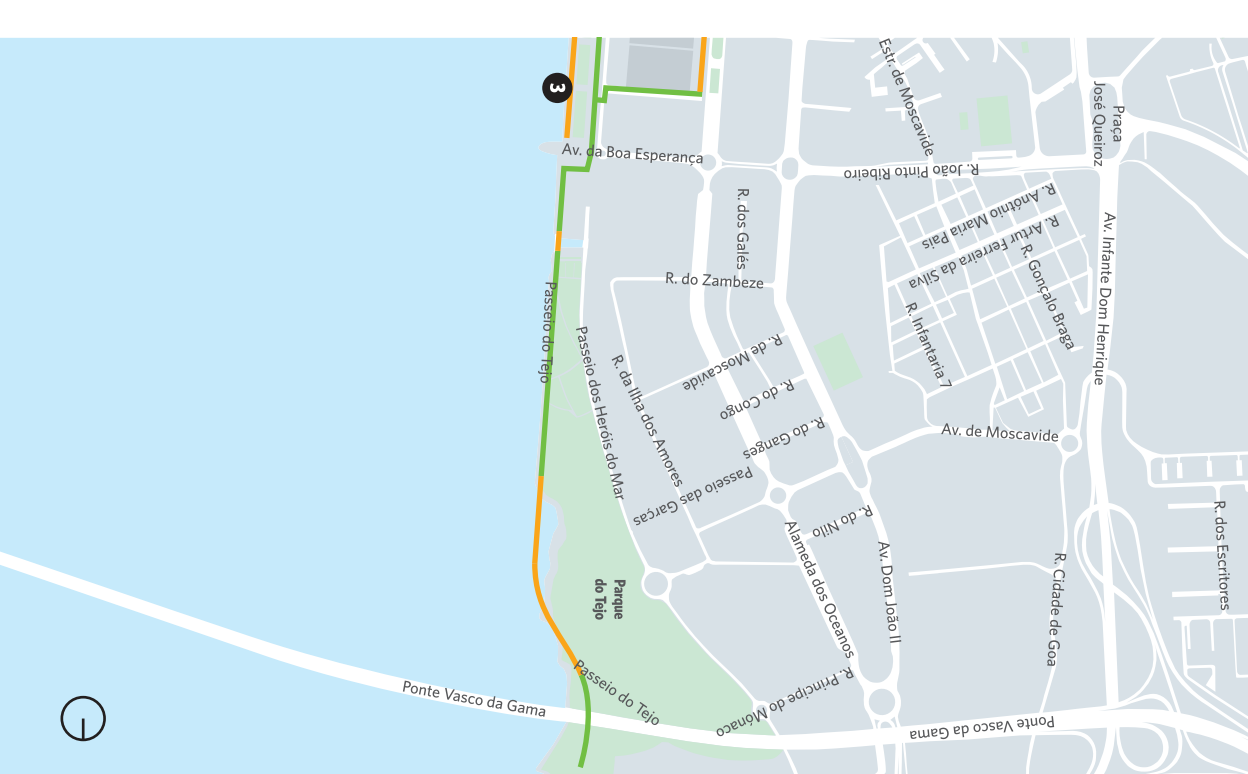 Estr. de Moscavide
3
Praça
José Queiroz
Av. da Boa Esperança
R. João Pinto Ribeiro
R. dos Galés
R. Anótnio Maria Pais
R. Artur Ferreira da Silva
R. Gonçalo Braga
Av. Infante Dom Henrique
R. do Zambeze
Passeio do Tejo
R. Infantaria 7
Passeio dos Heróis do Mar
R. da Ilha dos Amores
R. de Moscavide
R. do Congo
R. do Ganges
Av. de Moscavide
Passeio das Garças
R. do Nilo
R. dos Escritores
Alameda dos Oceanos
Av. Dom João II
R. Cidade de Goa
Parque
do Tejo
Passeio do Tejo
R. Príncipe do Mónaco
Ponte Vasco da Gama
Ponte Vasco da Gama